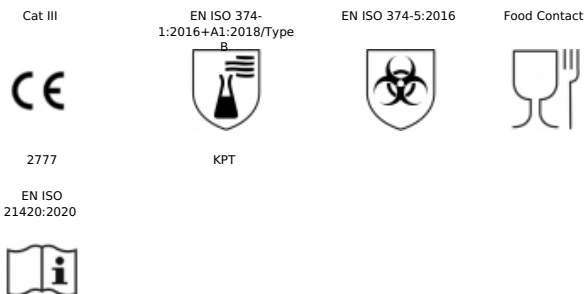 Cat III
EN ISO 374-
1:2016+A1:2018/Type
B
EN ISO 374-5:2016
Food Contact
CE
2777
KPT
EN ISO
21420:2020
i